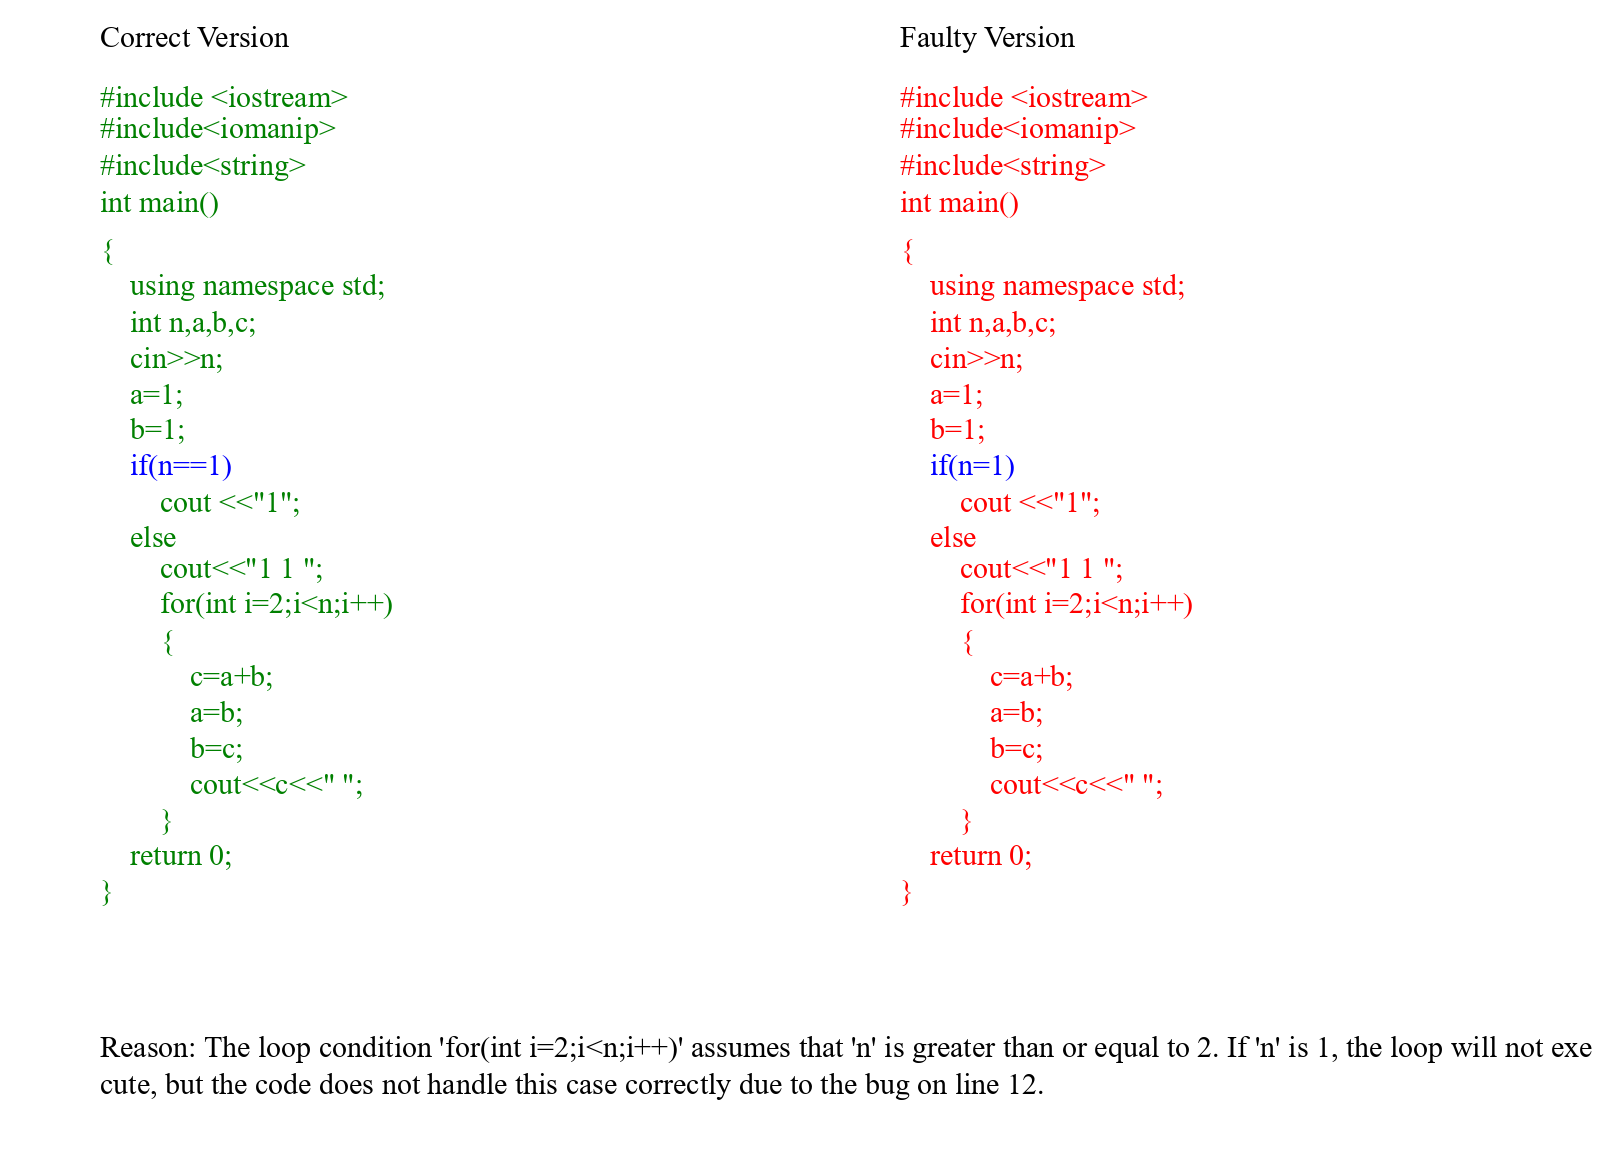 Correct Version
#include <iostream>
#include<iomanip>
#include<string>
int main()
{
    using namespace std;
    int n,a,b,c;
    cin>>n;
    a=1;
    b=1;
    if(n==1)
        cout <<"1";
    else
        cout<<"1 1 ";
        for(int i=2;i<n;i++)
        {
            c=a+b;
            a=b;
            b=c;
            cout<<c<<" ";
        }
    return 0;
}
Faulty Version
#include <iostream>
#include<iomanip>
#include<string>
int main()
{
    using namespace std;
    int n,a,b,c;
    cin>>n;
    a=1;
    b=1;
    if(n=1)
        cout <<"1";
    else
        cout<<"1 1 ";
        for(int i=2;i<n;i++)
        {
            c=a+b;
            a=b;
            b=c;
            cout<<c<<" ";
        }
    return 0;
}
Reason: The loop condition 'for(int i=2;i<n;i++)' assumes that 'n' is greater than or equal to 2. If 'n' is 1, the loop will not exe
cute, but the code does not handle this case correctly due to the bug on line 12.